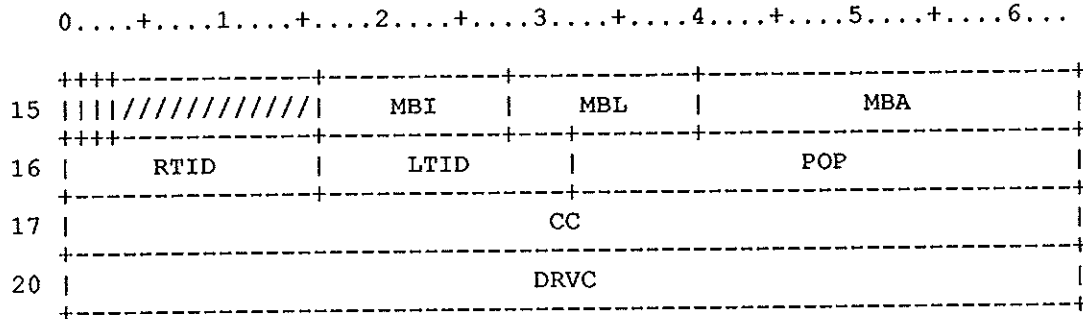 0....+....1....+....2....+....3....+....4....+....5....+....6...
++++-------------+-----------+-----------+-----------------------+
15 ||||////////////| MBI | MBL | MBA |
++++-------------+-----------+---+-------+-----------------------+
16 | RTID | LTID | POP |
+----------------+---------------+-------------------------------+
17 | CC |
+----------------------------------------------------------------+
20 | DRVC |
+----------------------------------------------------------------+